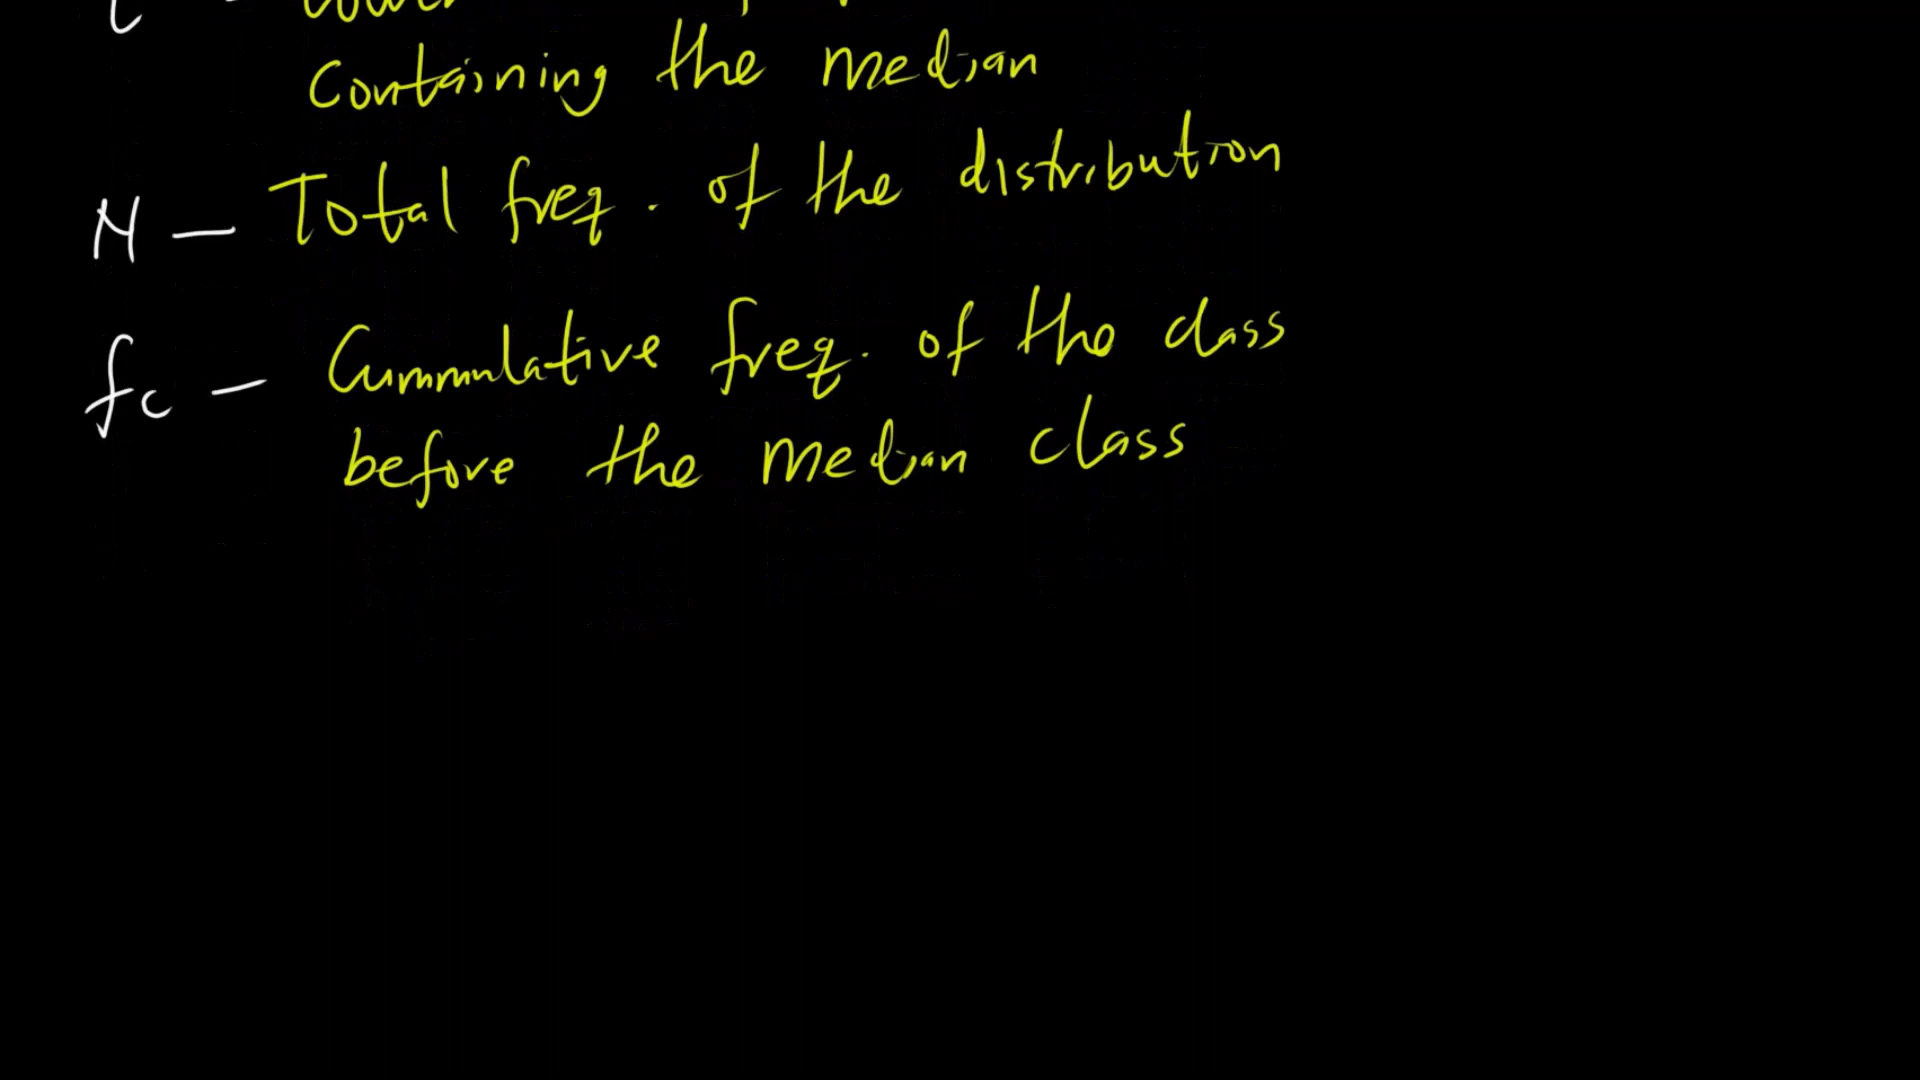 containing the median
N — Total freq. of the distribution
fc — Cummulative freq. of the class
before the median class